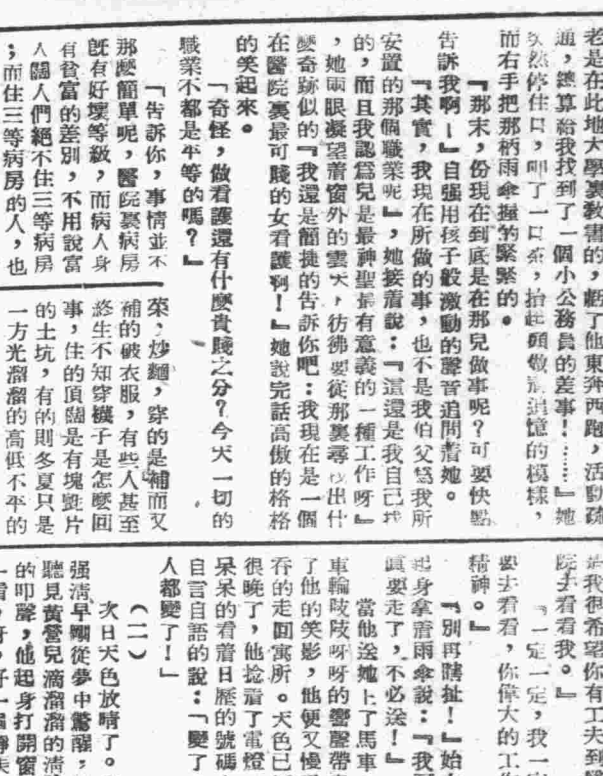 老是在此地大學裏教書的，虧了他東奔西跑，活動疏
通，總算給我找到了一個小公務員的差事！……』她
突然停住口，叩了一口茶，抬起頭做着追憶的模樣，
而右手把那柄雨傘握的緊緊的。
『那末，份現在到底是在那兒做事呢？可要快點
告訴我啊！』自强用孩子般激動的聲音追問着她。
『其實，我現在所做的事，也不是我伯父爲我所
安置的那個職業呢』，她接着說：『這還是我自己找
的，而且我認爲兒是最神聖最有意義的一種工作呀』
，她兩眼凝望着窗外的雲天，彷彿要從那裏尋找出什
麼奇跡似的『我還是簡捷的告訴你吧：我現在是一個
在醫院裏最可賤的女看護啊！』她說完話高傲的格格
的笑起來。
「奇怪，做看護還有什麼貴賤之分？今天一切的
職業不都是平等的嗎？』
「告訴你，事情並不
那麽簡單呢，醫院裏病房
旣有好壞等級，而病人身
有貧富的差別，不用說富
人闊人們絕不住三等病房
；而住三等病房的人，也
菜，炒麵，穿的是補而又
補的破衣服，有些人甚至
終生不知穿襪子是怎麼回
事，住的頂闊是有塊氈片
的土坑，有的則冬夏只是
一方光溜溜的高低不平的
我很希望你有工夫到
院去看看我。』
『一定一定，我一
要去看看，你偉大的工
精神。』
『別再瞎扯！』始
起身拿着雨傘說：『我
眞要走了，不必送！』
當他送她上了馬車
車輪吱吱呀呀的響聲帶
了他的笑影，他便又慢
吞的走回寓所。天色已
很晚了，他捻着了電燈
呆呆的看着日歷的號碼
自言自語的說：「變了
人都變了！」
（二）
次日天色放晴了。
强清早剛從夢中驚醒，
聽見黃鶯兒滴溜溜的清
的叩聲，他起身打開窗